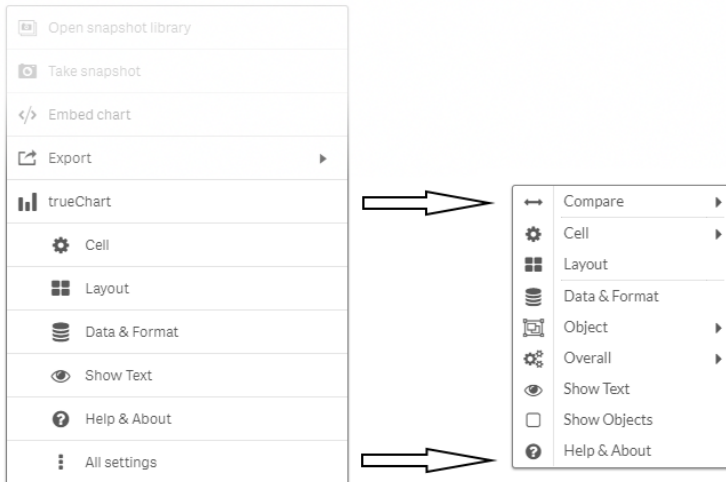 Open snapshot library
Take snapshot
Embed chart
Export
trueChart
Cell
Layout
Data & Format
Show Text
Help & About
All settings
Compare
Cell
Layout
Data & Format
Object
Overall
Show Text
Show Objects
Help & About